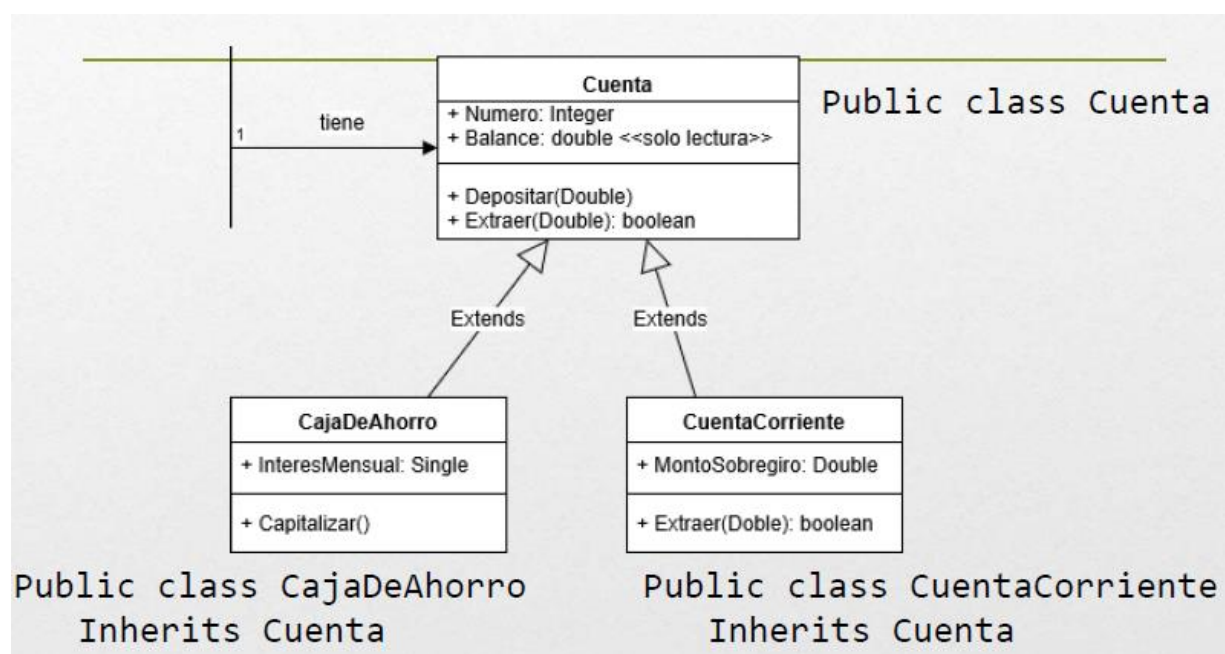 Cuenta
+ Numero: Integer
+ Balance: double <<solo lectura>>
+ Depositar(Double)
+ Extraer(Double): boolean
Public class Cuenta
1
tiene
Extends
Extends
CajaDeAhorro
+ InteresMensual: Single
+ Capitalizar()
CuentaCorriente
+ MontoSobregiro: Double
+ Extraer(Doble): boolean
Public class CajaDeAhorro
Inherits Cuenta
Public class CuentaCorriente
Inherits Cuenta